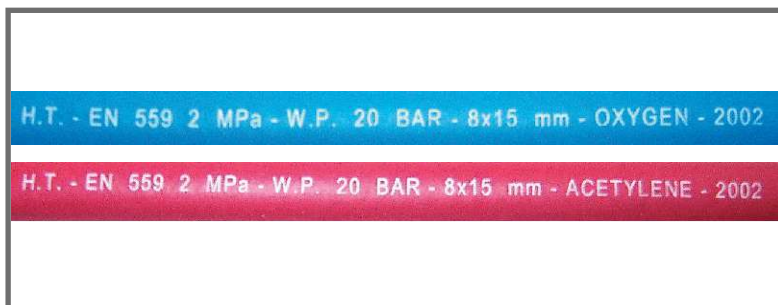 H.T. - EN 559 2 MPa - W.P. 20 BAR - 8x15 mm - OXYGEN - 2002
H.T. - EN 559 2 MPa - W.P. 20 BAR - 8x15 mm - ACETYLENE - 2002